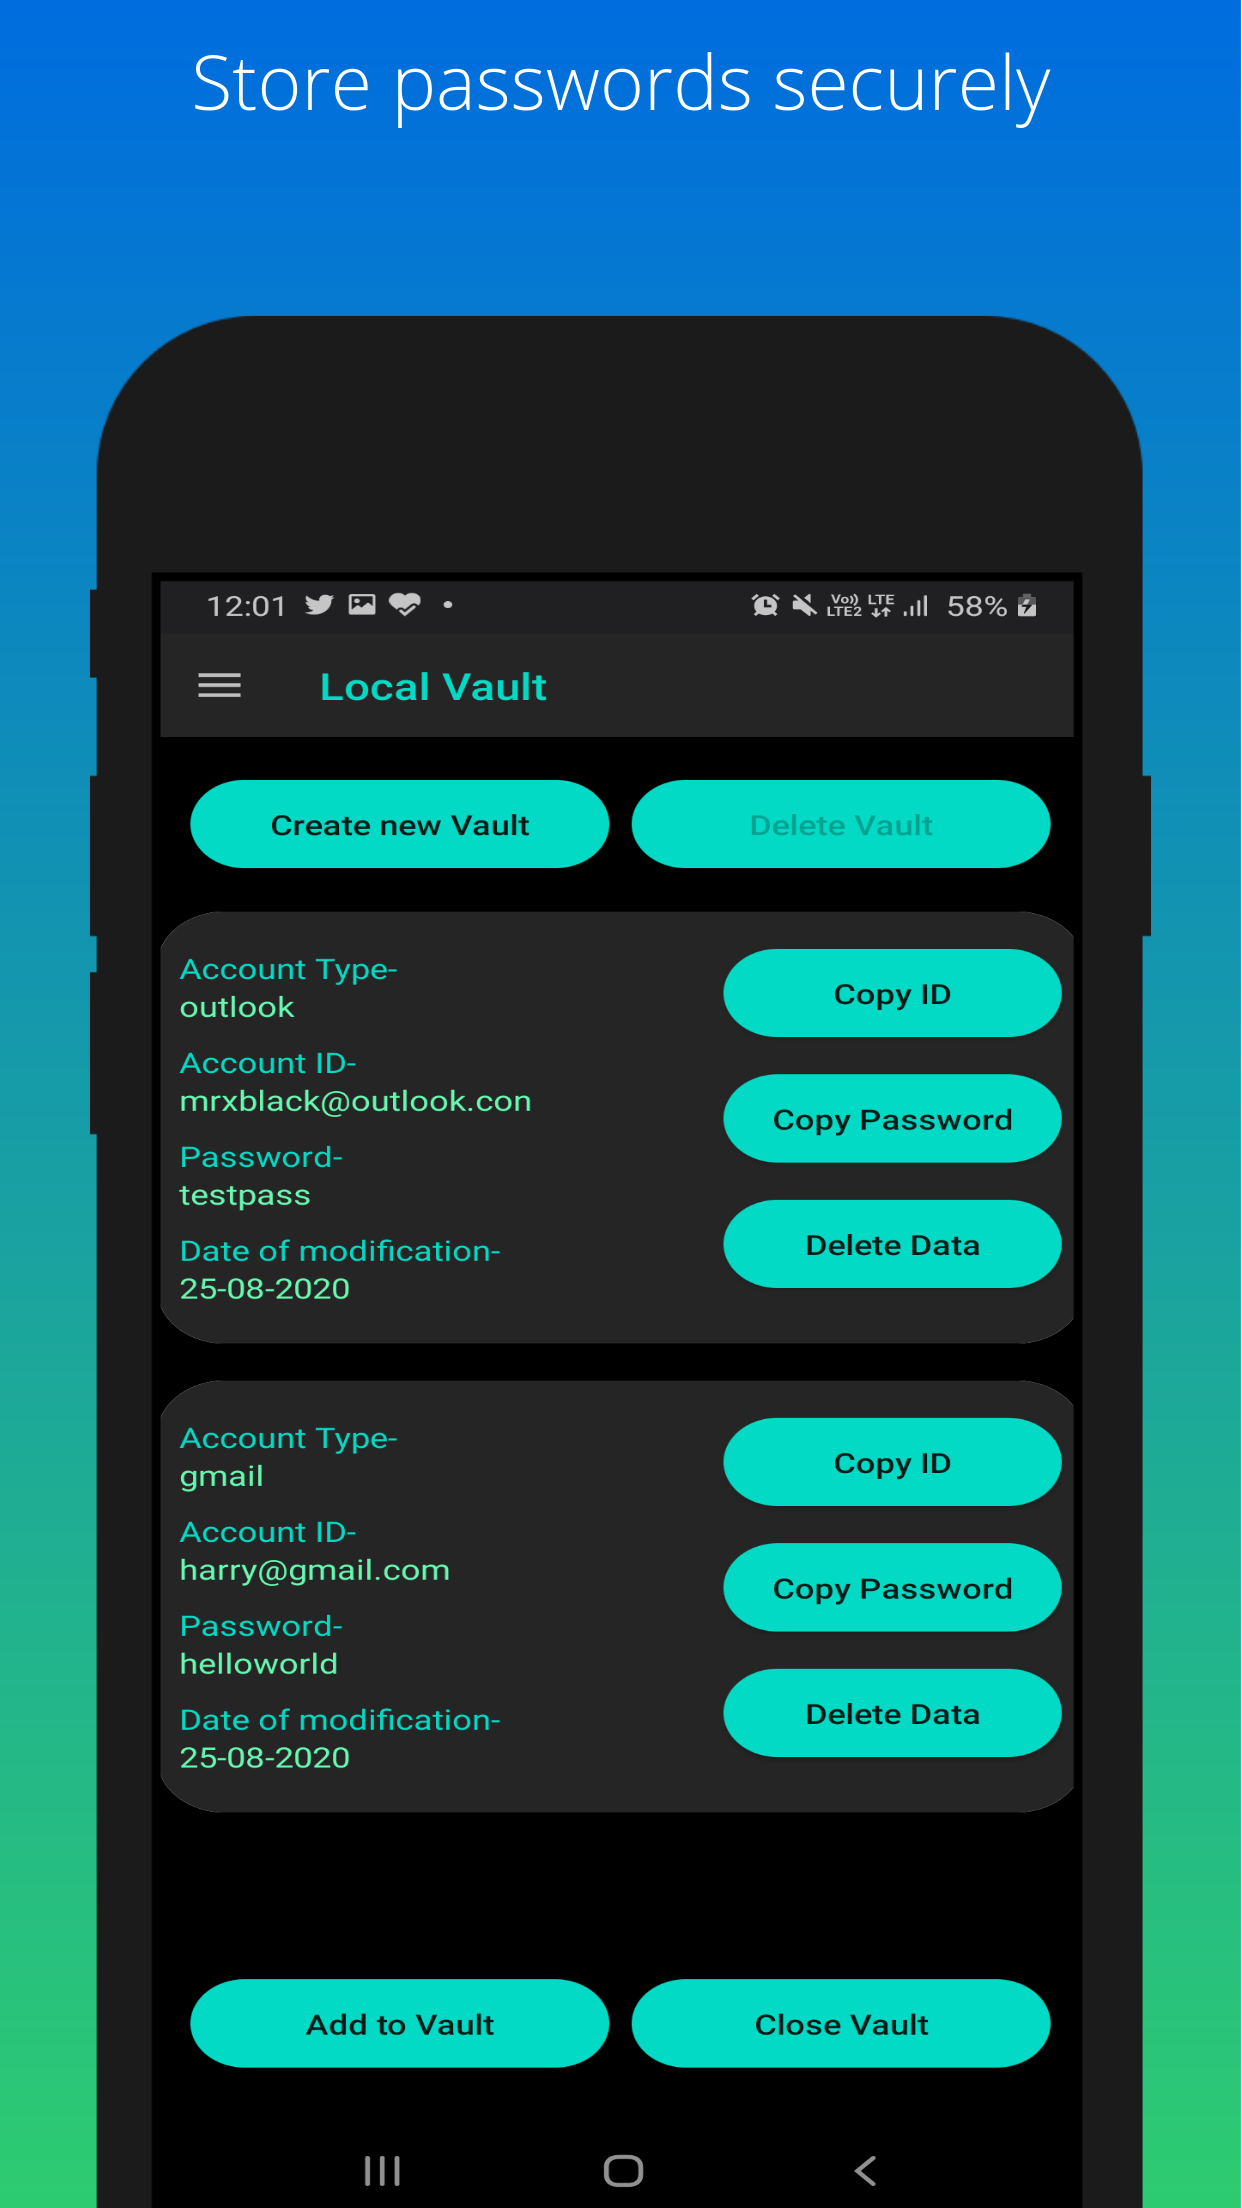 Store passwords securely
12:01
Vo)) LTE
LTE2
58%
Local Vault
Create new Vault
Delete Vault
Account Type-
outlook
Copy ID
Account ID-
mrxblack@outlook.con
Copy Password
Password-
testpass
Delete Data
Date of modification-
25-08-2020
Account Type-
gmail
Copy ID
Account ID-
harry@gmail.com
Copy Password
Password-
helloworld
Delete Data
Date of modification-
25-08-2020
Add to Vault
Close Vault